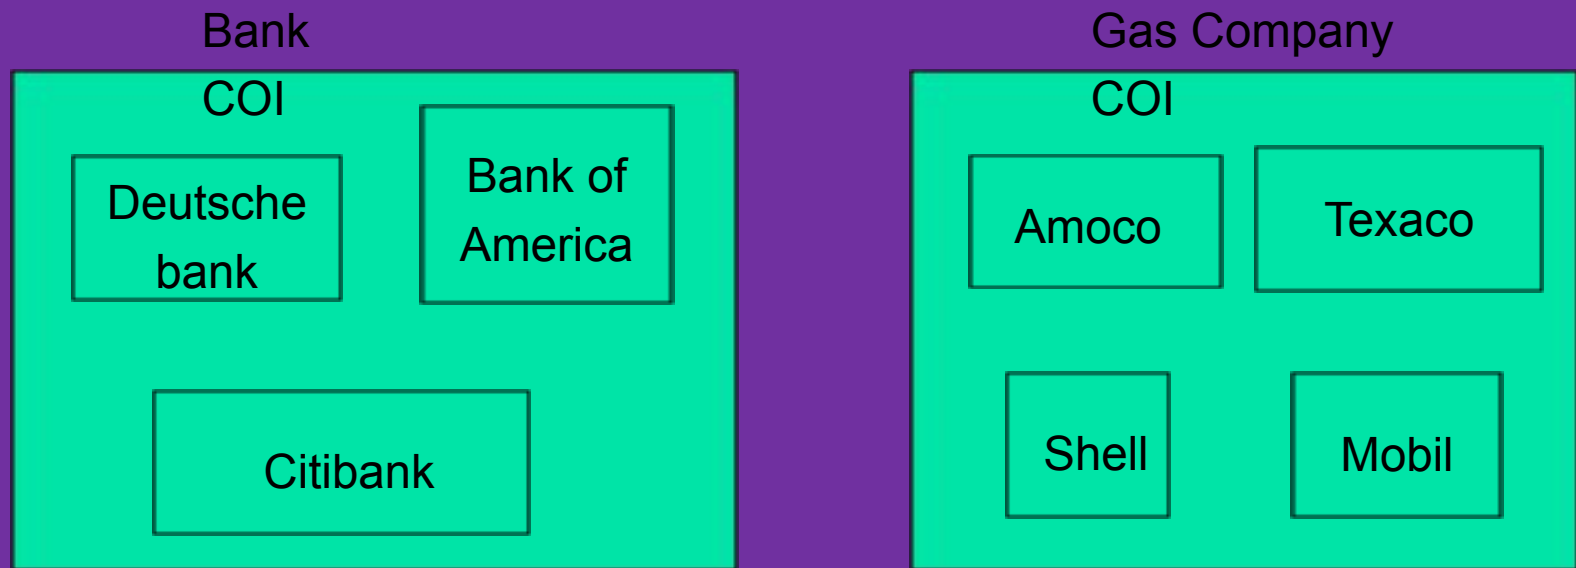 Bank
COI
Deutsche
bank
Bank of
America
Citibank
Gas Company
COI
Amoco
Texaco
Shell
Mobil